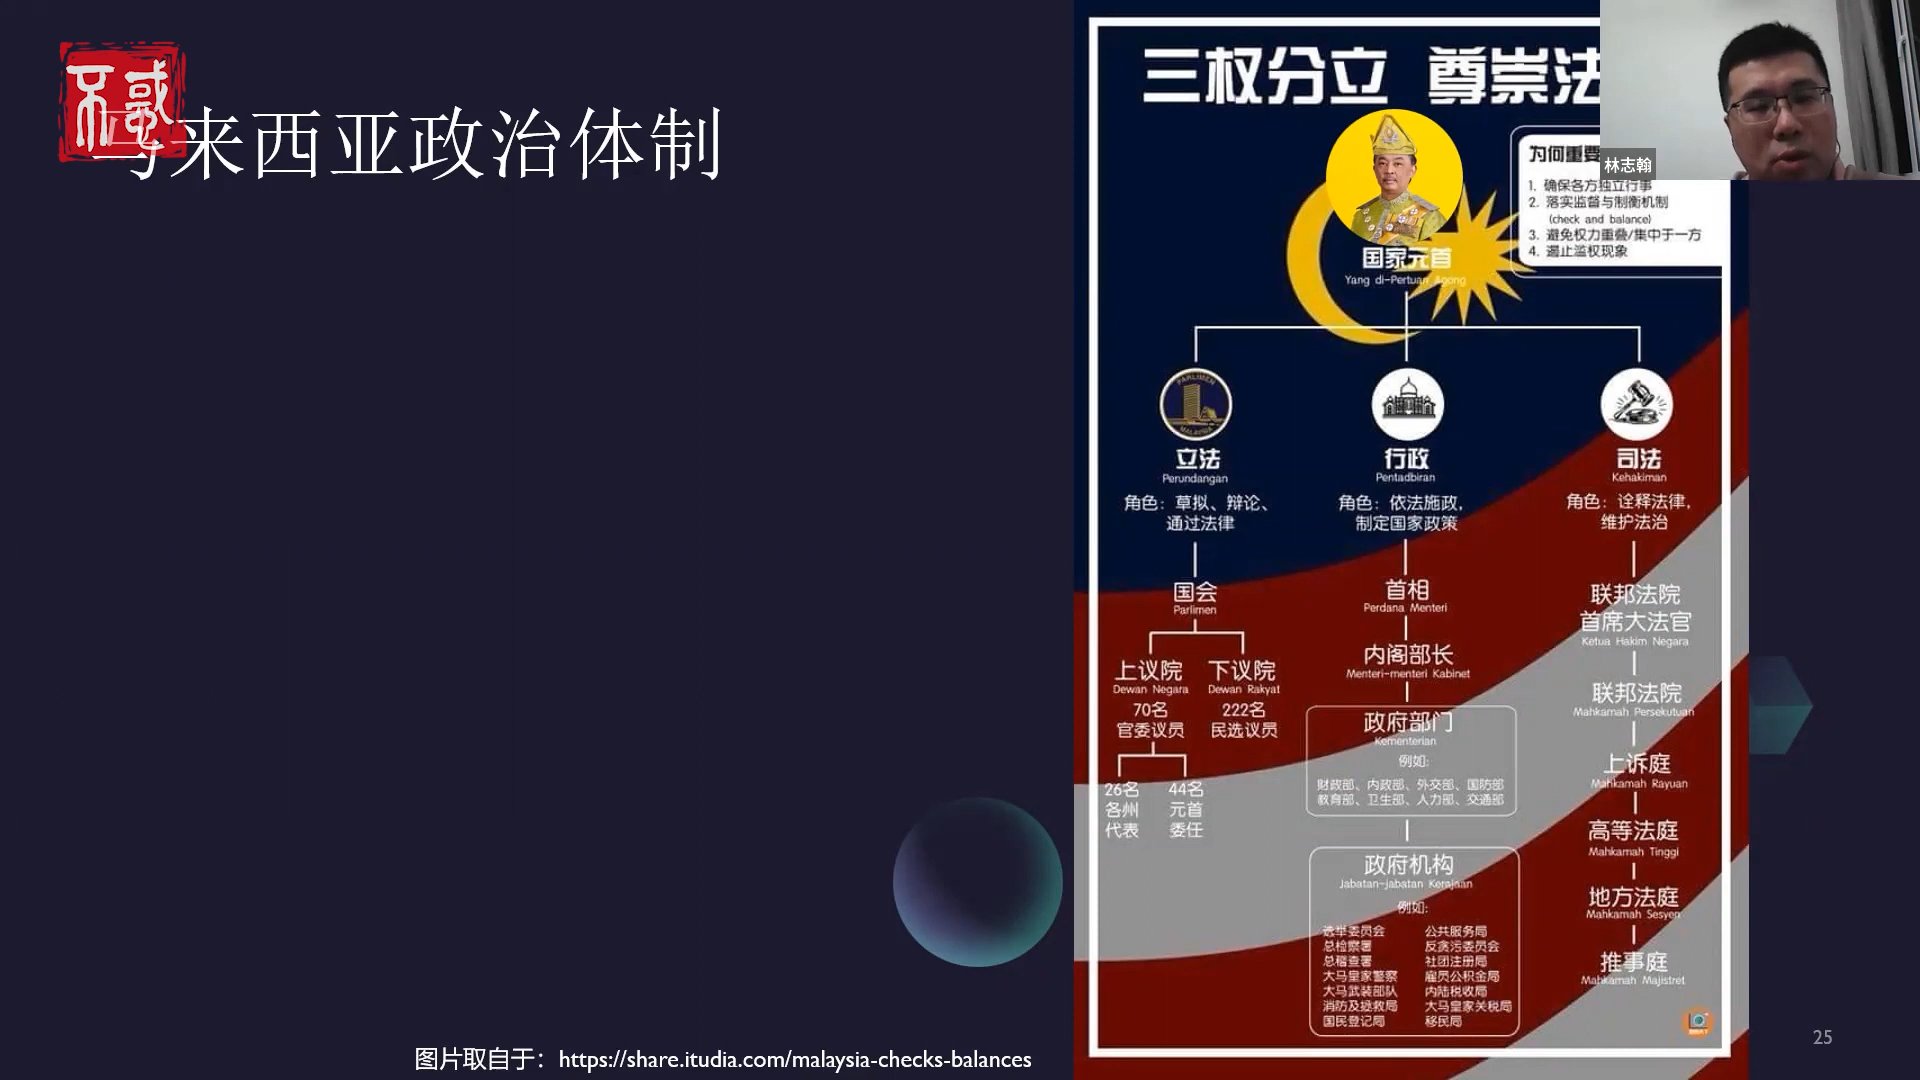 不惑
马来西亚政治体制
三权分立 尊崇法
林志翰
为何重要
1. 确保各方独立行事
2. 落实监督与制衡机制
(check and balance)
3. 避免权力重叠/集中于一方
4. 遏止滥权现象
国家元首
Yang di-Pertuan Agong
PARLIMEN
MALAYSIA
立法
Perundangan
角色：草拟、辩论、
通过法律
国会
Parlimen
上议院
Dewan Negara
70名
官委议员
下议院
Dewan Rakyat
222名
民选议员
26名
各州
代表
44名
元首
委任
行政
Pentadbiran
角色：依法施政，
制定国家政策
首相
Perdana Menteri
内阁部长
Menteri-menteri Kabinet
政府部门
Kementerian
例如:
财政部、内政部、外交部、国防部
教育部、卫生部、人力部、交通部
政府机构
Jabatan-jabatan Kerajaan
例如:
选举委员会
总检察署
总稽查署
大马皇家警察
大马武装部队
消防及拯救局
国民登记局
公共服务局
反贪污委员会
社团注册局
雇员公积金局
内陆税收局
大马皇家关税局
移民局
司法
Kehakiman
角色：诠释法律，
维护法治
联邦法院
首席大法官
Ketua Hakim Negara
联邦法院
Mahkamah Persekutuan
上诉庭
Mahkamah Rayuan
高等法庭
Mahkamah Tinggi
地方法庭
Mahkamah Sesyen
推事庭
Mahkamah Majistret
图片取自于：https://share.itudia.com/malaysia-checks-balances
25